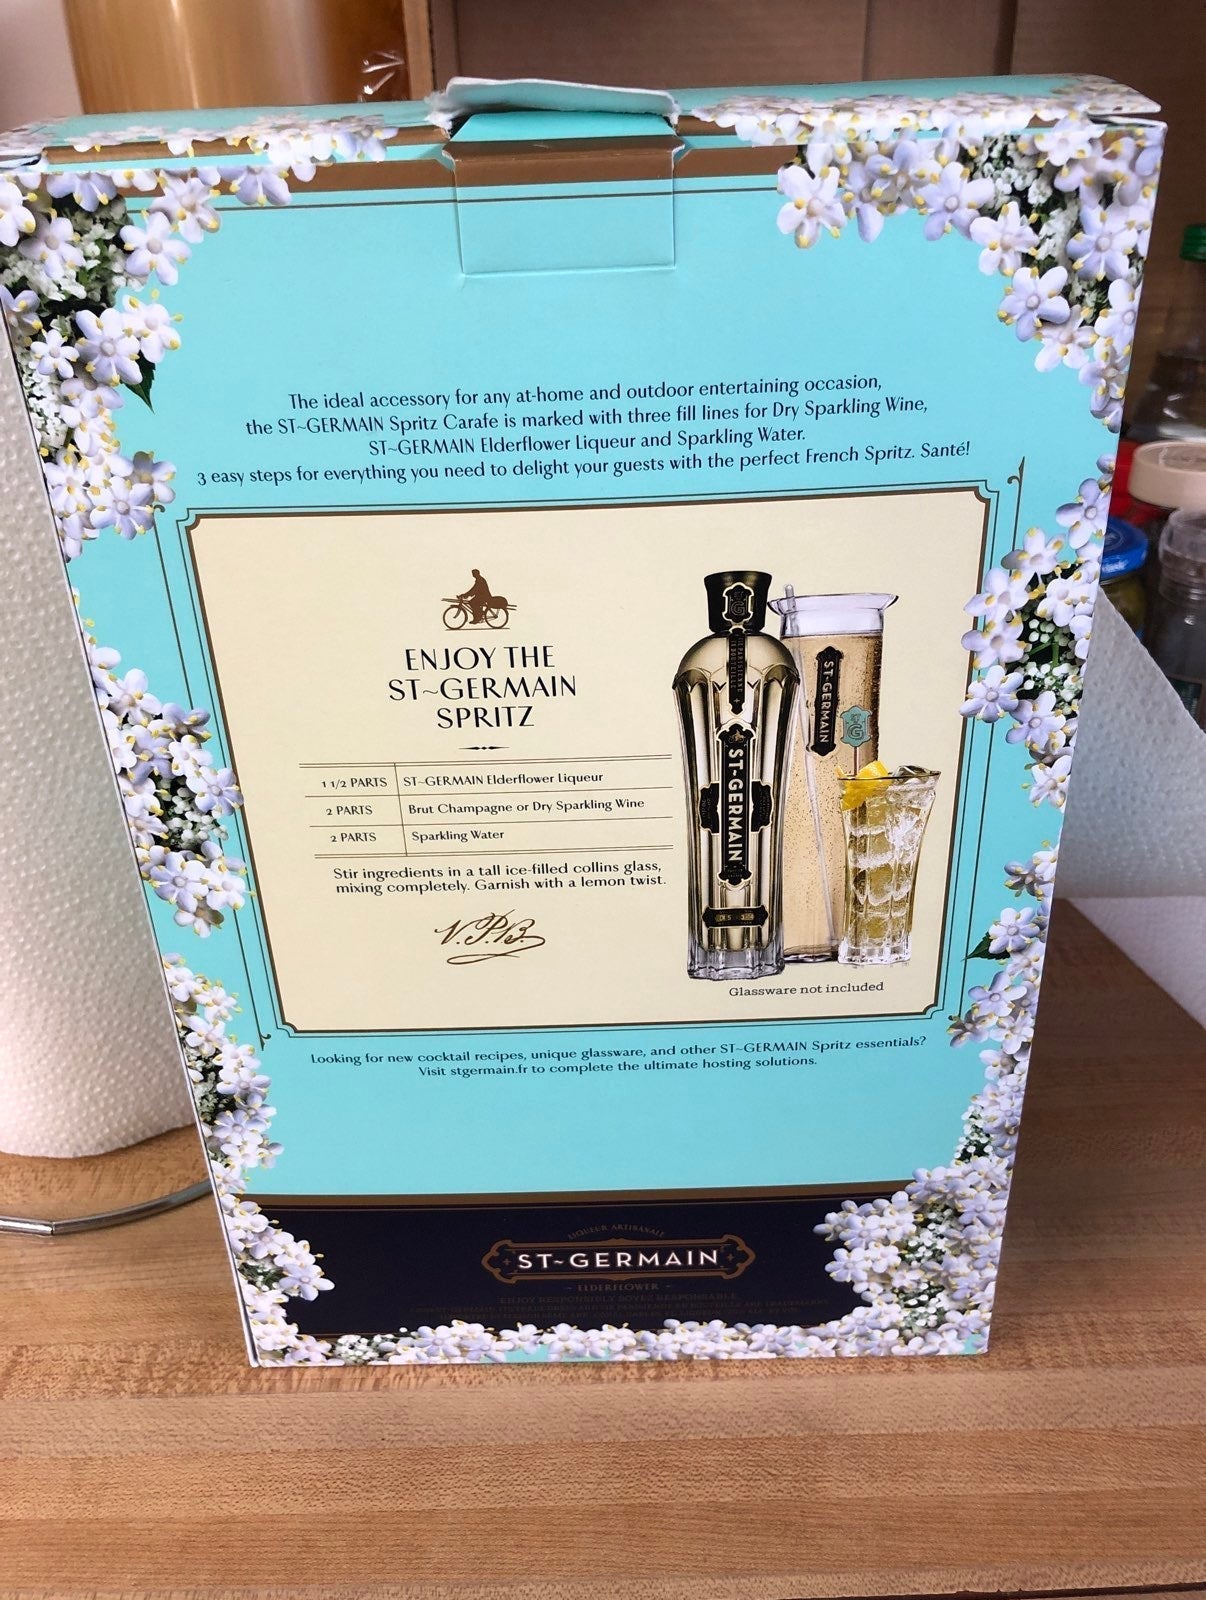 The ideal accessory for any at-home and outdoor entertaining occasion,
the ST~GERMAIN Spritz Carafe is marked with three fill lines for Dry Sparkling Wine,
ST~GERMAIN Elderflower Liqueur and Sparkling Water.
3 easy steps for everything you need to delight your guests with the perfect French Spritz. Santé!
ENJOY THE
ST~GERMAIN
SPRITZ
1 1/2 PARTS ST~GERMAIN Elderflower Liqueur
2 PARTS Brut Champagne or Dry Sparkling Wine
2 PARTS Sparkling Water
Stir ingredients in a tall ice-filled collins glass,
mixing completely. Garnish with a lemon twist.
V.P.B.
G
ST~GERMAIN
ST~GERMAIN
G
Glassware not included
Looking for new cocktail recipes, unique glassware, and other ST~GERMAIN Spritz essentials?
Visit stgermain.fr to complete the ultimate hosting solutions.
LIQUEUR ARTISANALE
ST~GERMAIN
~ ELDERFLOWER ~
ENJOY RESPONSIBLY